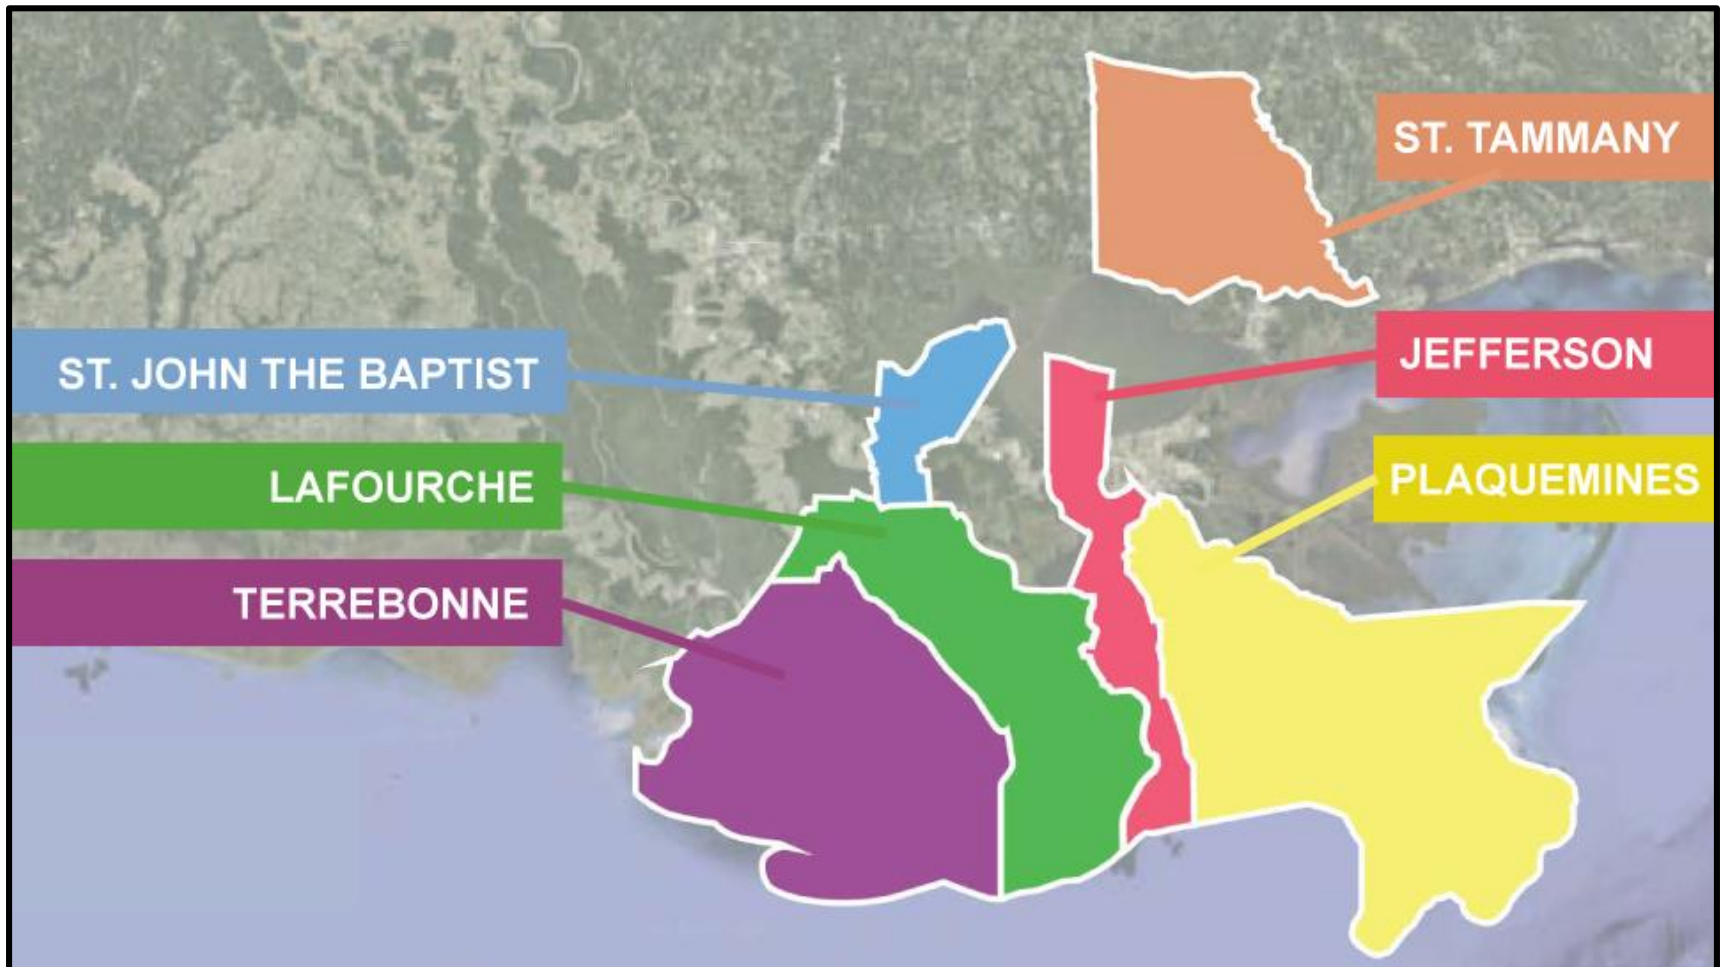 ST. TAMMANY
ST. JOHN THE BAPTIST
JEFFERSON
LAFOURCHE
PLAQUEMINES
TERREBONNE